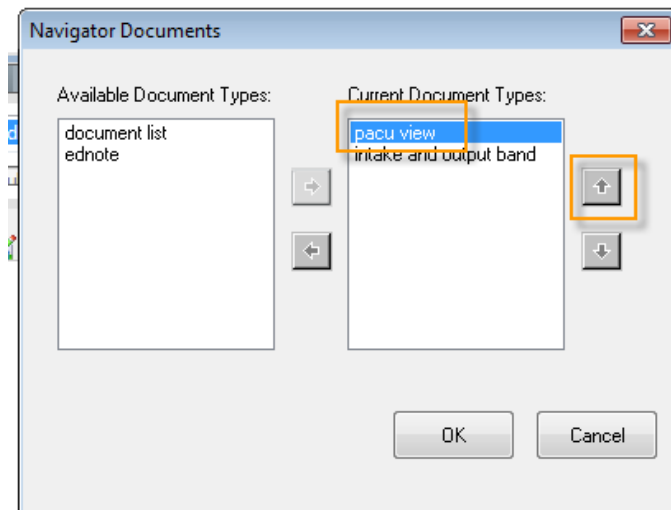 Navigator Documents
Available Document Types:
document list
ednote
Current Document Types:
pacu view
intake and output band
OK
Cancel